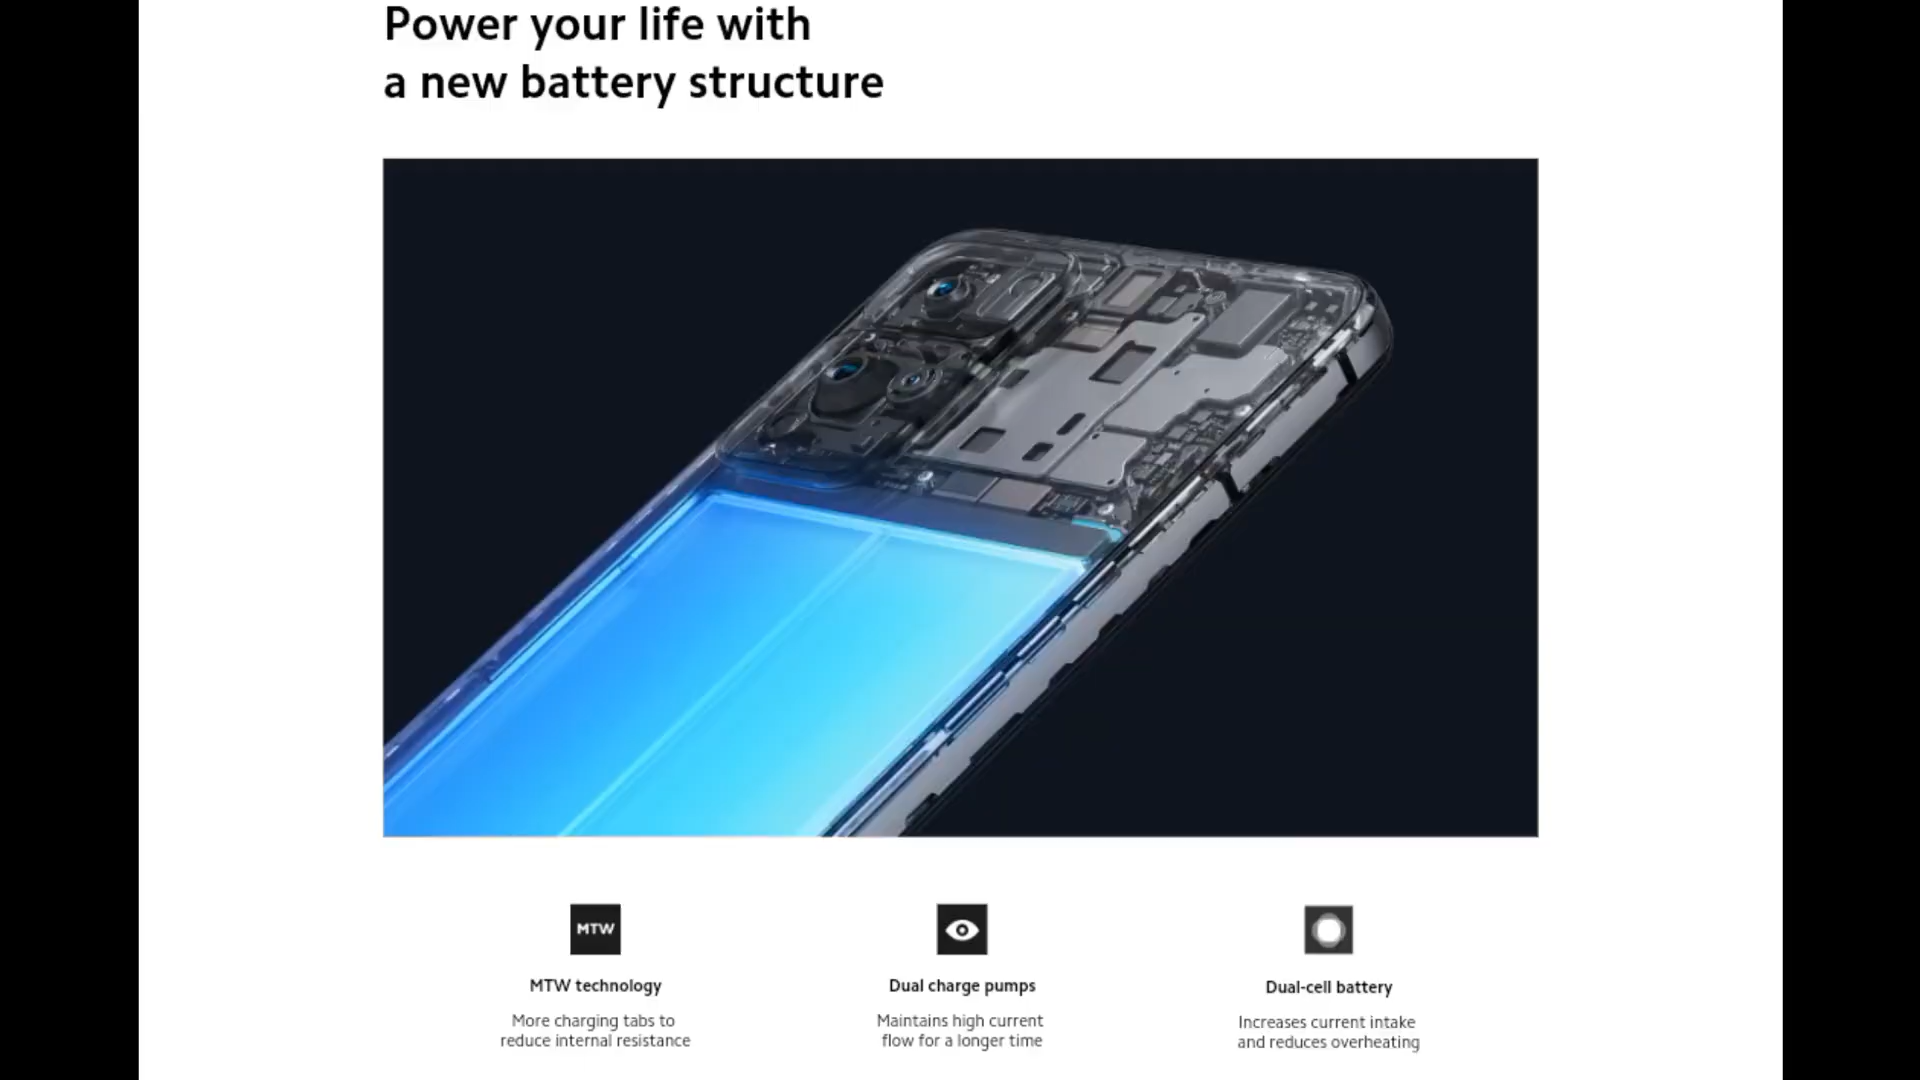 Power your life with
a new battery structure
MTW
MTW technology
More charging tabs to
reduce internal resistance
Dual charge pumps
Maintains high current
flow for a longer time
Dual-cell battery
Increases current intake
and reduces overheating